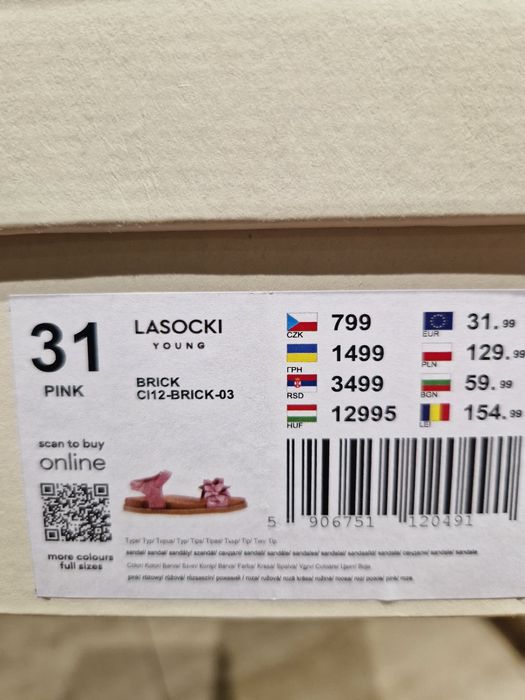 31
PINK
LASOCKI
YOUNG
BRICK
CI12-BRICK-03
scan to buy
online
more colours
full sizes
CZK 799
ГРН 1499
RSD 3499
HUF 12995
EUR 31.99
PLN 129.99
BGN 59.99
LEI 154.99
5 906751 120491